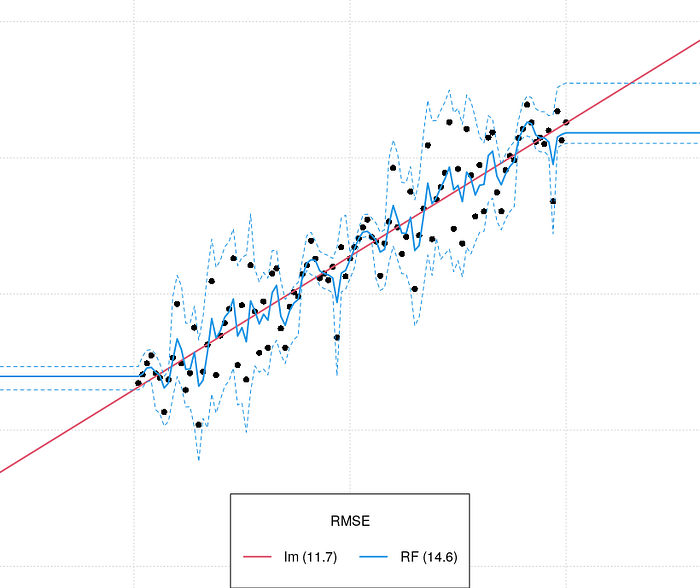 RMSE
lm (11.7)
RF (14.6)